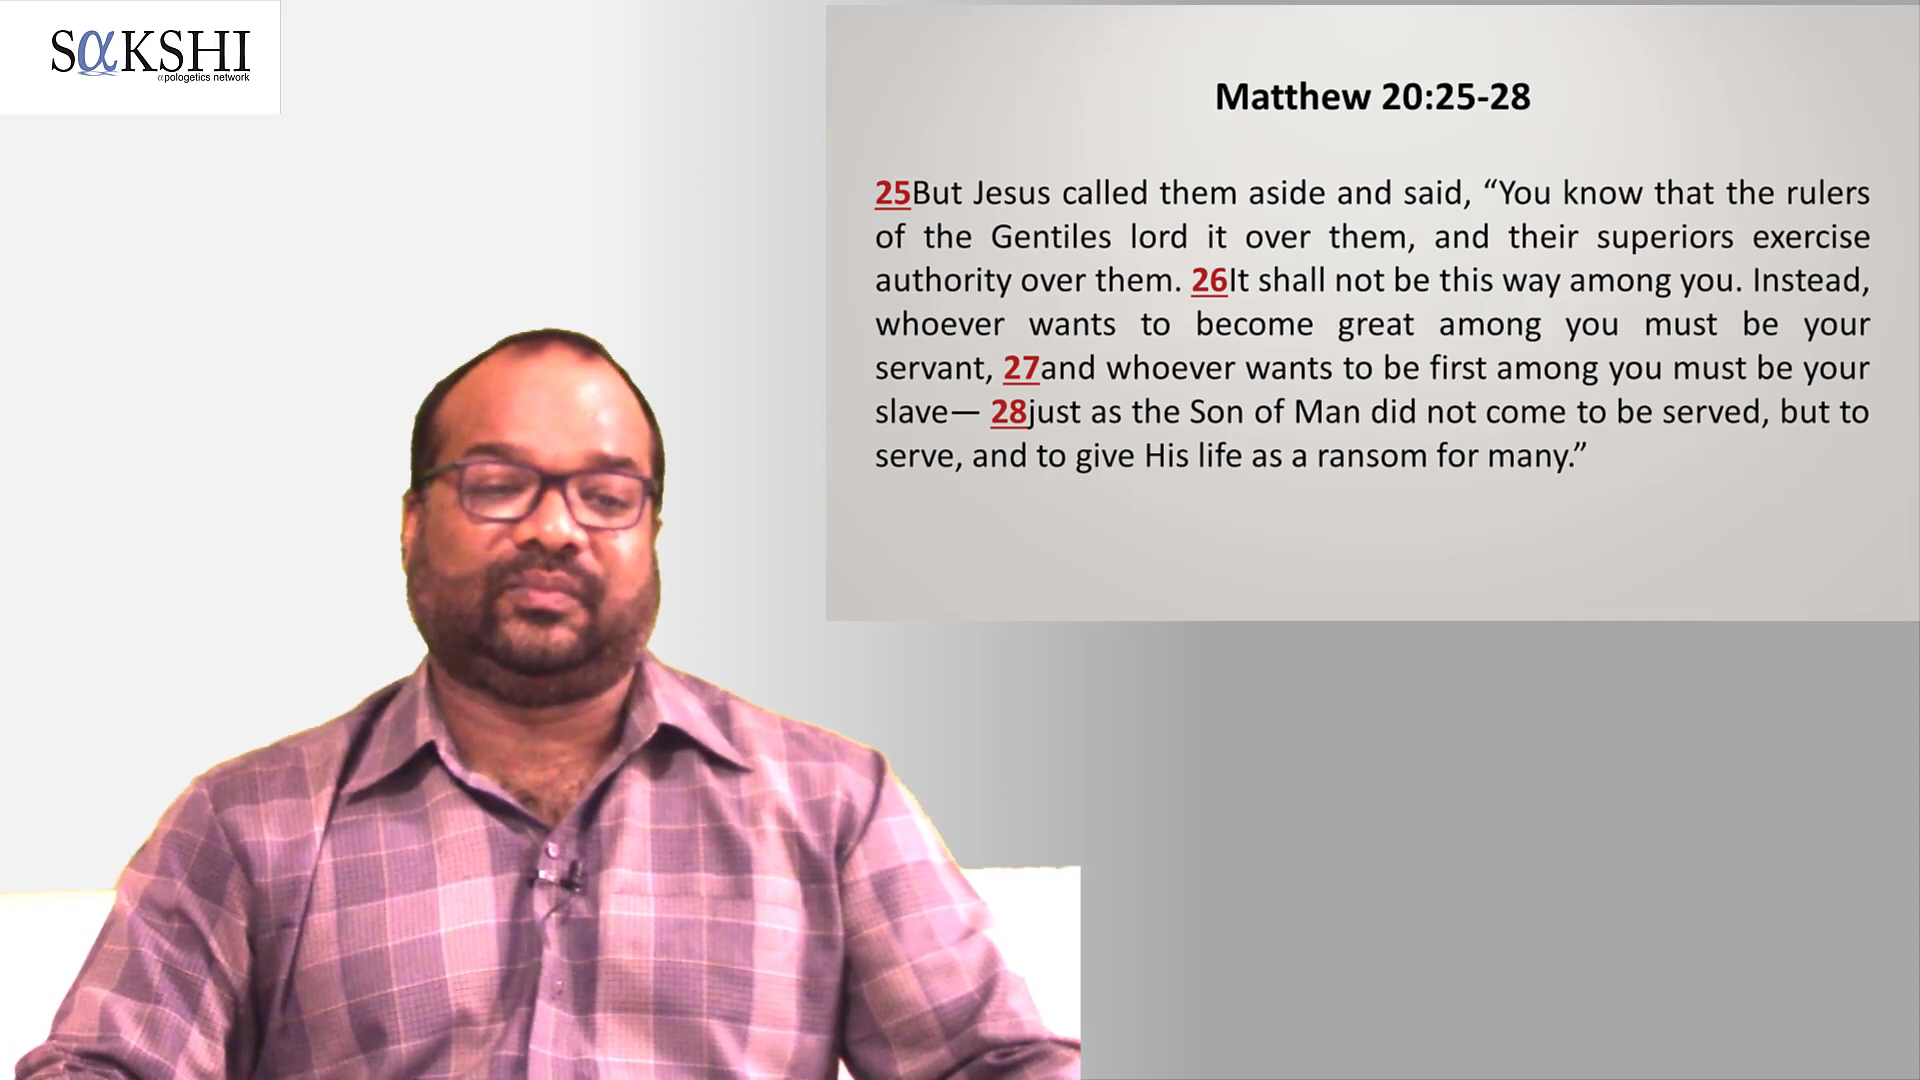 SαKSHI
αpologetics network
Matthew 20:25-28
25But Jesus called them aside and said, “You know that the rulers
of the Gentiles lord it over them, and their superiors exercise
authority over them. 26It shall not be this way among you. Instead,
whoever wants to become great among you must be your
servant, 27and whoever wants to be first among you must be your
slave— 28just as the Son of Man did not come to be served, but to
serve, and to give His life as a ransom for many.”